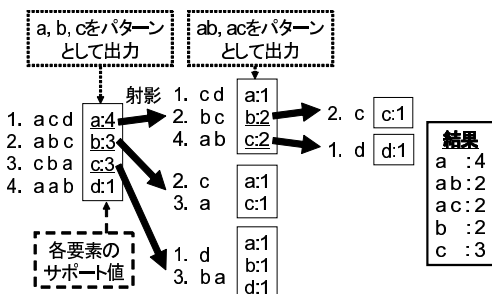 a, b, cをパターン
として出力
ab, acをパターン
として出力
射影
1. a c d
2. a b c
3. c b a
4. a a b
a:4
b:3
c:3
d:1
各要素の
サポート値
1. c d
2. b c
4. a b
a:1
b:2
c:2
2. c
3. a
a:1
c:1
1. d
3. b a
a:1
b:1
d:1
2. c c:1
1. d d:1
結果
a :4
a b :2
a c :2
b :2
c :3